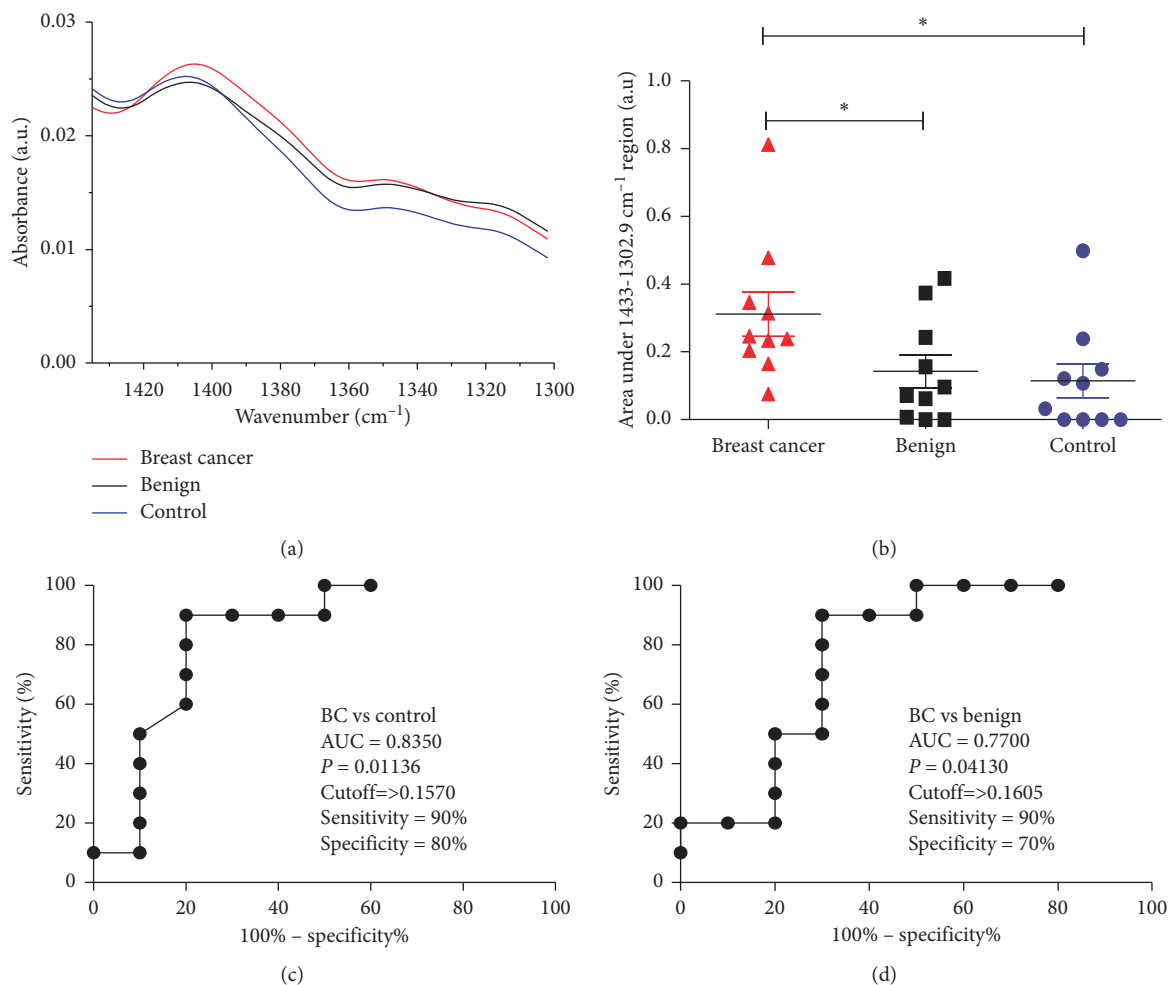 Absorbance (a.u.)
0.03
0.02
0.01
0.00
1420 1400 1380 1360 1340 1320 1300
Wavenumber (cm⁻¹)
Breast cancer
Benign
Control
(a)
*
*
Area under 1433-1302.9 cm⁻¹ region (a.u)
1.0
0.8
0.6
0.4
0.2
0.0
Breast cancer Benign Control
(b)
Sensitivity (%)
100
80
60
40
20
0
BC vs control
AUC = 0.8350
P = 0.01136
Cutoff=>0.1570
Sensitivity = 90%
Specificity = 80%
0 20 40 60 80 100
100% – specificity%
(c)
Sensitivity (%)
100
80
60
40
20
0
BC vs benign
AUC = 0.7700
P = 0.04130
Cutoff=>0.1605
Sensitivity = 90%
Specificity = 70%
0 20 40 60 80 100
100% – specificity%
(d)